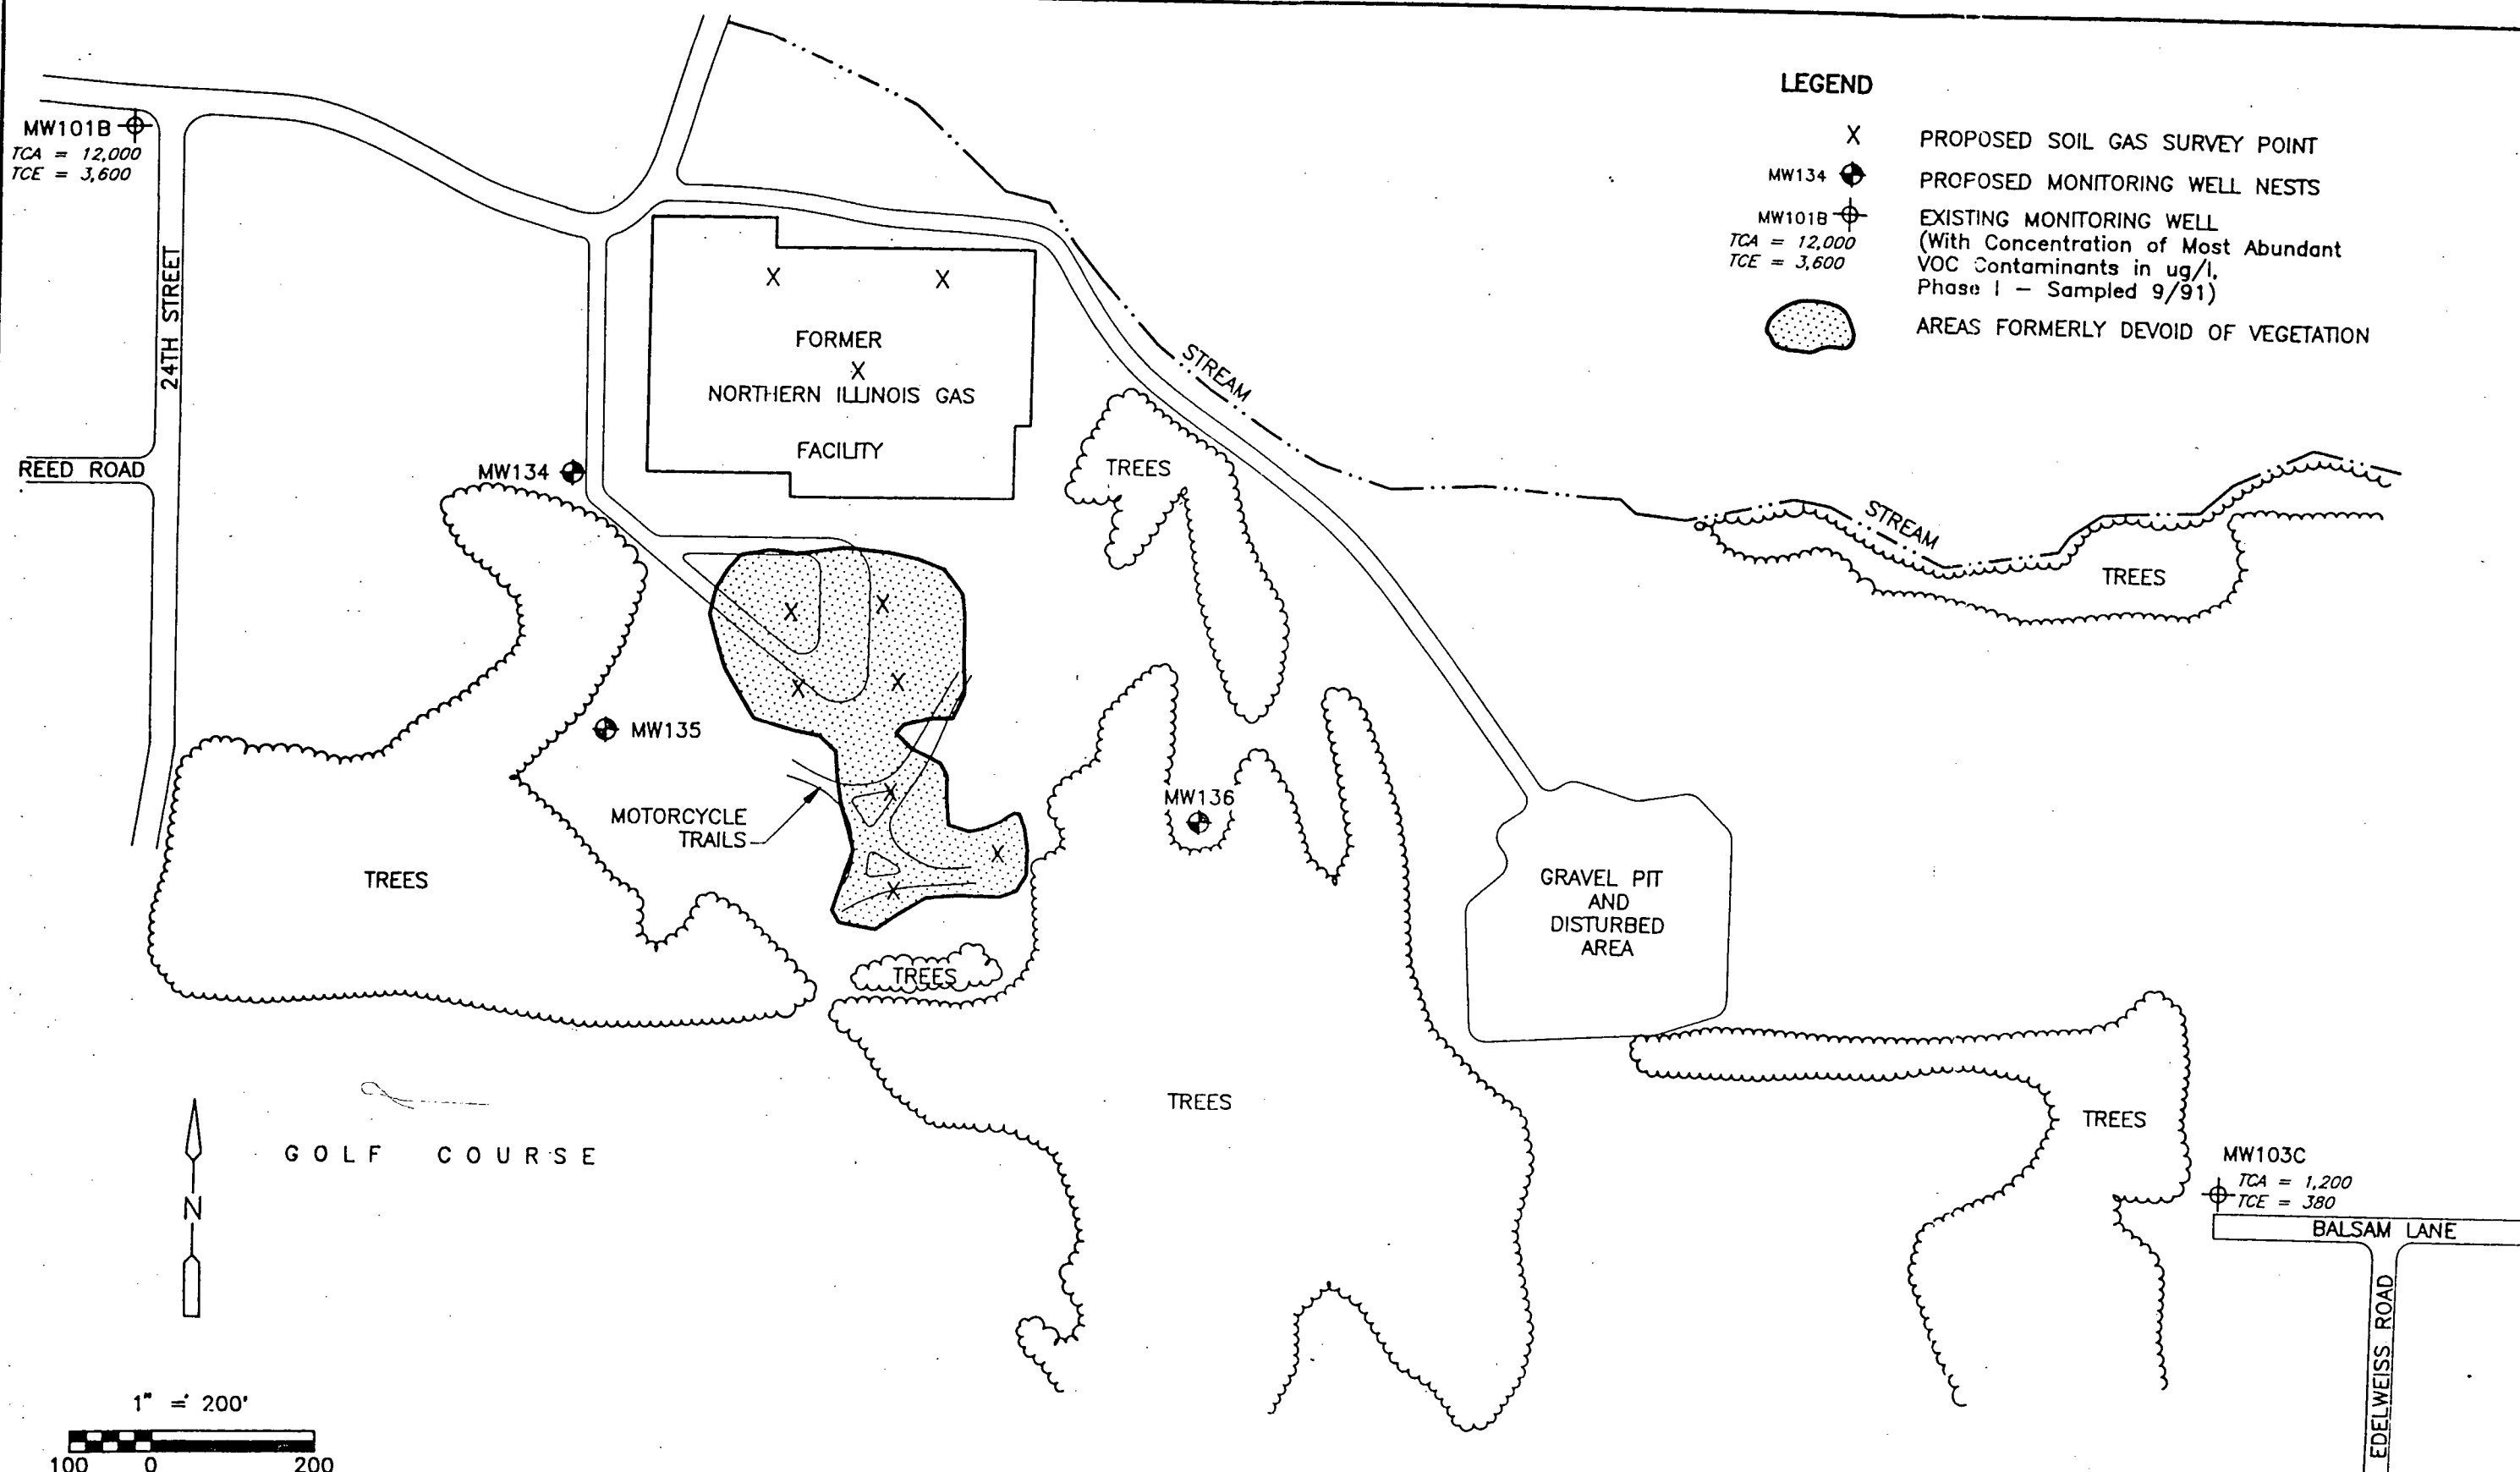 LEGEND
X PROPOSED SOIL GAS SURVEY POINT
MW134 PROPOSED MONITORING WELL NESTS
MW101B EXISTING MONITORING WELL
TCA = 12,000 (With Concentration of Most Abundant
TCE = 3,600 VOC Contaminants in ug/l,
Phase I – Sampled 9/91)
AREAS FORMERLY DEVOID OF VEGETATION
MW101B
TCA = 12,000
TCE = 3,600
24TH STREET
REED ROAD
X X
FORMER
X
NORTHERN ILLINOIS GAS
FACILITY
STREAM
MW134
TREES
STREAM
TREES
X X
X X
MW135
MOTORCYCLE
TRAILS
X
X
X
MW136
TREES
GRAVEL PIT
AND
DISTURBED
AREA
TREES
TREES
TREES
GOLF COURSE
MW103C
TCA = 1,200
TCE = 380
BALSAM LANE
EDELWEISS ROAD
N
1" = 200'
100 0 200